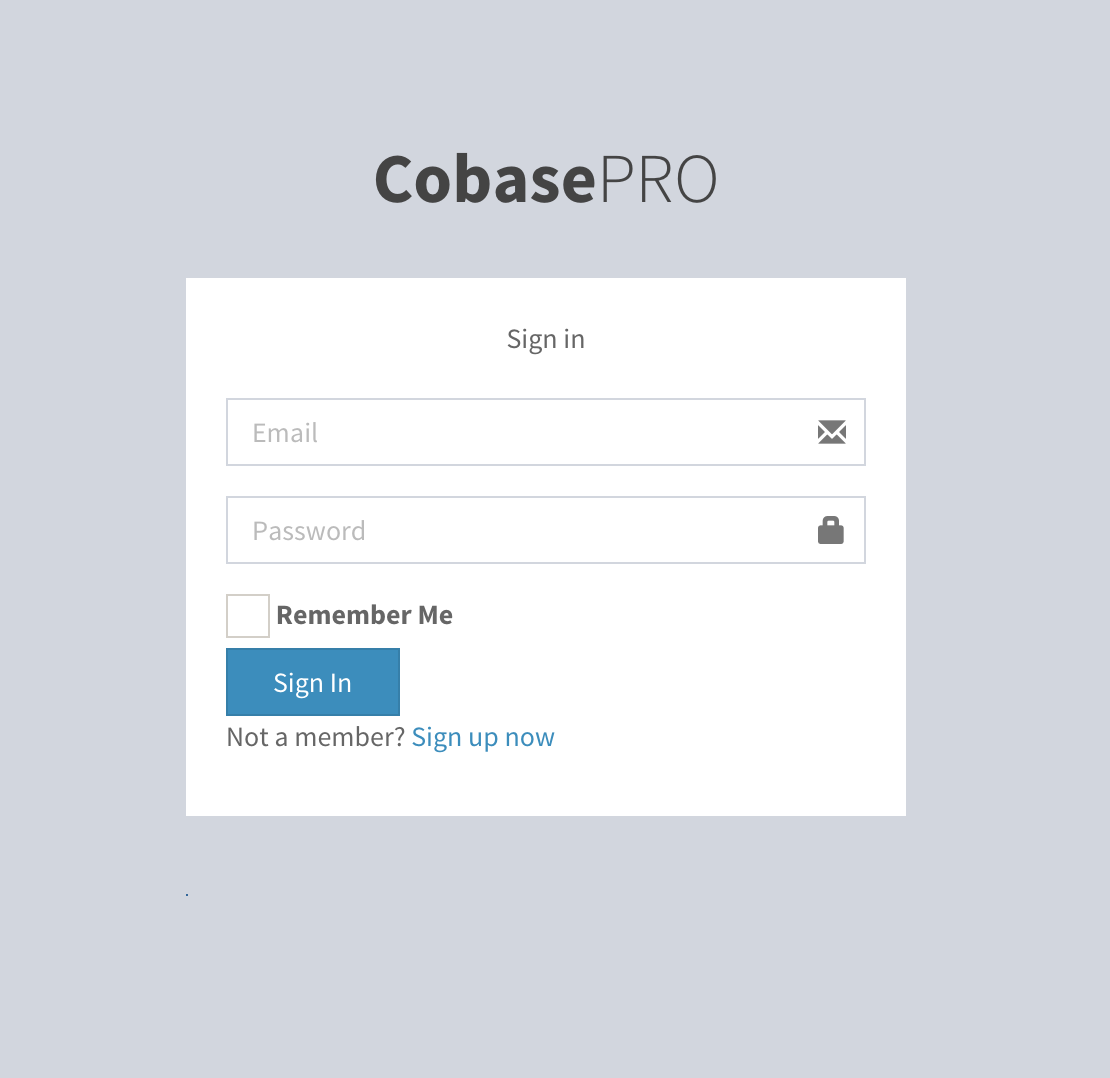 CobasePRO
Sign in
Email
Password
Remember Me
Sign In
Not a member? Sign up now
.